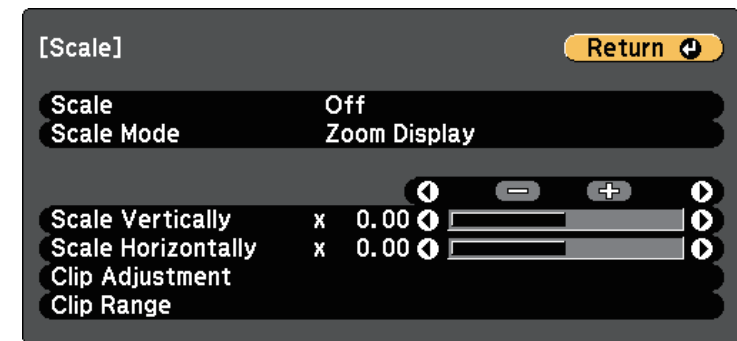 [Scale] Return
Scale Off
Scale Mode Zoom Display
− +
Scale Vertically x 0.00
Scale Horizontally x 0.00
Clip Adjustment
Clip Range